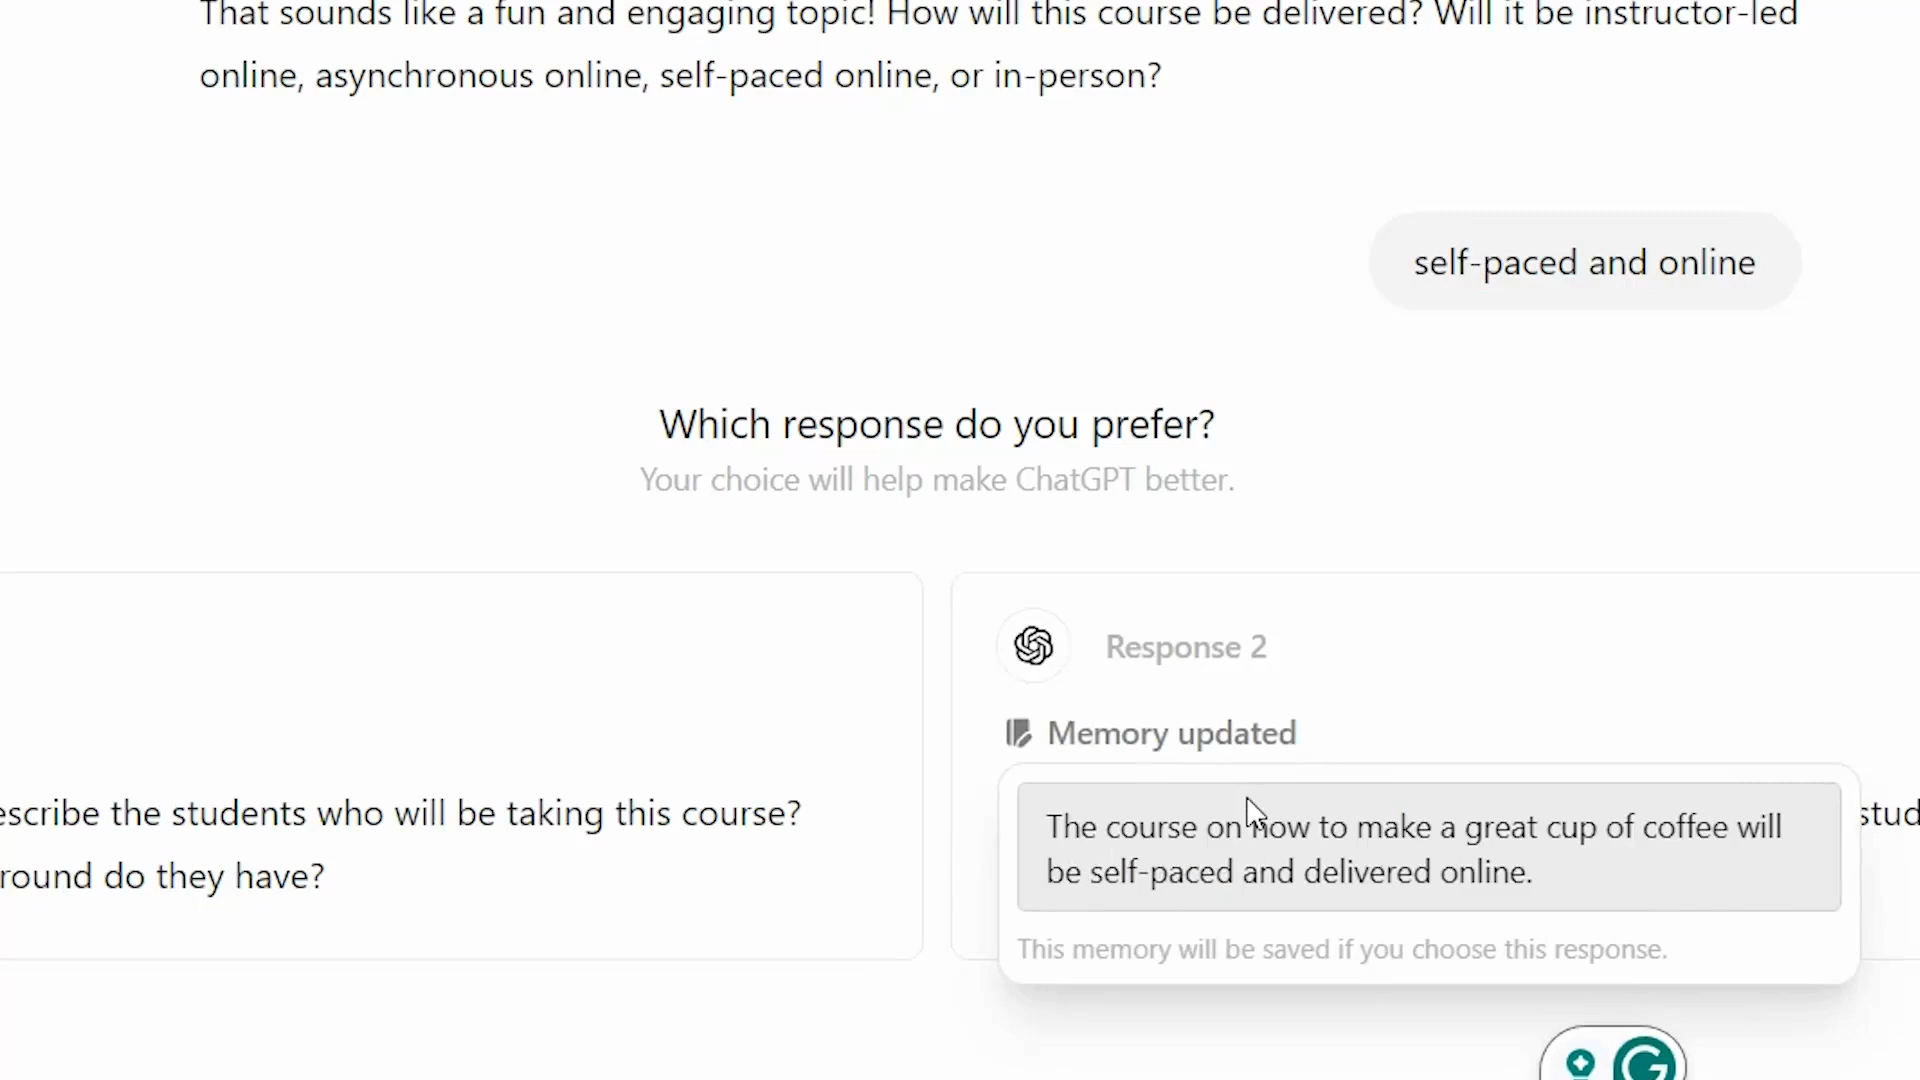 That sounds like a fun and engaging topic! How will this course be delivered? Will it be instructor-led
online, asynchronous online, self-paced online, or in-person?
self-paced and online
Which response do you prefer?
Your choice will help make ChatGPT better.
escribe the students who will be taking this course?
round do they have?
Response 2
Memory updated
The course on how to make a great cup of coffee will
be self-paced and delivered online.
This memory will be saved if you choose this response.
stud